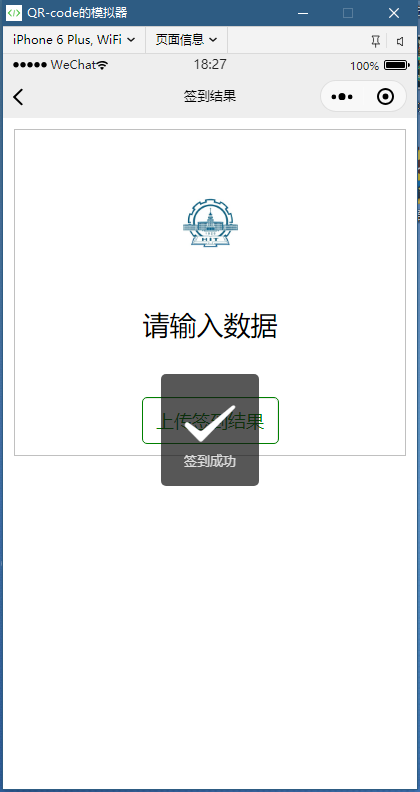 QR-code的模拟器
iPhone 6 Plus, WiFi 页面信息
WeChat 18:27 100%
签到结果
HIT
请输入数据
上传签到结果
签到成功